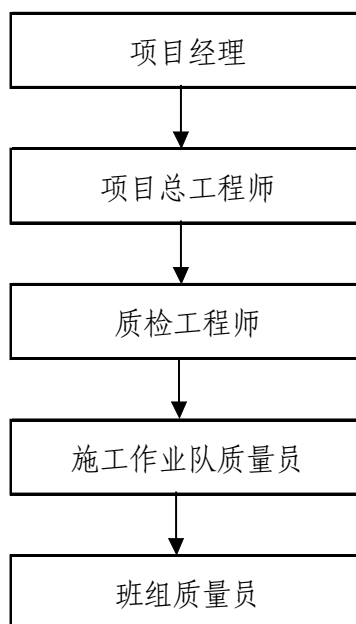 项目经理
项目总工程师
质检工程师
施工作业队质量员
班组质量员